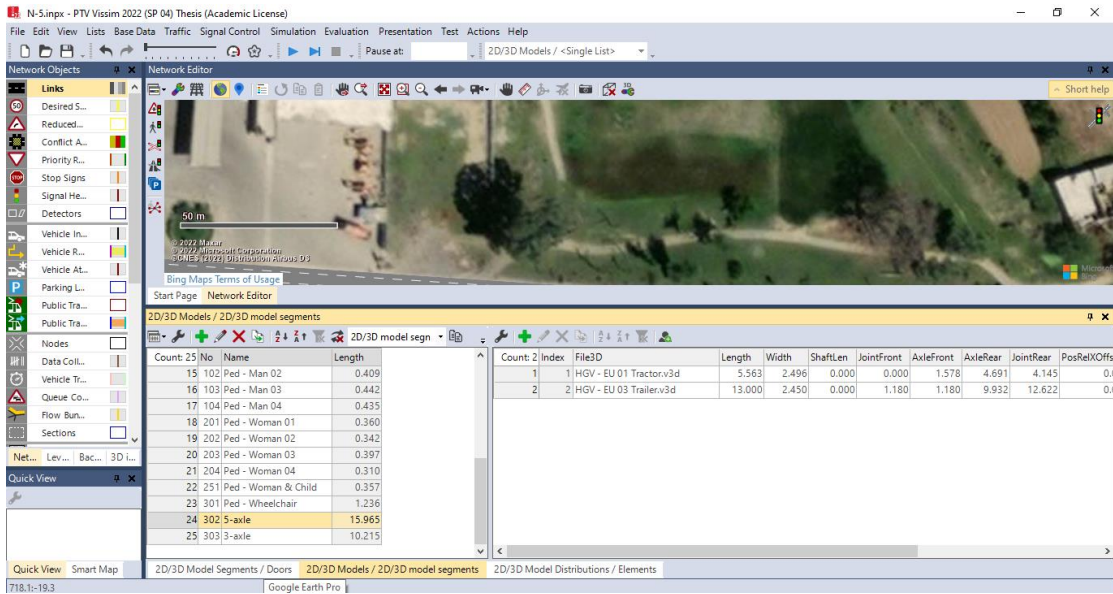 N-5.inpx - PTV Vissim 2022 (SP 04) Thesis (Academic License)
File Edit View Lists Base Data Traffic Signal Control Simulation Evaluation Presentation Test Actions Help
Pause at: 2D/3D Models / <Single List>
Network Objects
Network Editor
Links
Desired S...
Reduced...
Conflict A...
Priority R...
Stop Signs
Signal He...
Detectors
Vehicle In...
Vehicle R...
Vehicle At...
Parking L...
Public Tra...
Public Tra...
Nodes
Data Coll...
Vehicle Tr...
Queue Co...
Flow Bun...
Sections
Net... Lev... Bac... 3D i...
Quick View
Quick View Smart Map
718.1:-19.3
Short help
50 m
© 2022 Maxar
© 2022 Microsoft Corporation
©CNES (2022) Distribution Airbus DS
Bing Maps Terms of Usage
Microsoft
Bing
Start Page Network Editor
2D/3D Models / 2D/3D model segments
2D/3D model segn
Count: 25 No Name Length
15 102 Ped - Man 02 0.409
16 103 Ped - Man 03 0.442
17 104 Ped - Man 04 0.435
18 201 Ped - Woman 01 0.360
19 202 Ped - Woman 02 0.342
20 203 Ped - Woman 03 0.397
21 204 Ped - Woman 04 0.310
22 251 Ped - Woman & Child 0.357
23 301 Ped - Wheelchair 1.236
24 302 5-axle 15.965
25 303 3-axle 10.215
Count: 2 Index File3D Length Width ShaftLen JointFront AxleFront AxleRear JointRear PosRelXOffs
1 1 HGV - EU 01 Tractor.v3d 5.563 2.496 0.000 0.000 1.578 4.691 4.145 0.0
2 2 HGV - EU 03 Trailer.v3d 13.000 2.450 0.000 1.180 1.180 9.932 12.622 0.0
2D/3D Model Segments / Doors 2D/3D Models / 2D/3D model segments 2D/3D Model Distributions / Elements
Google Earth Pro